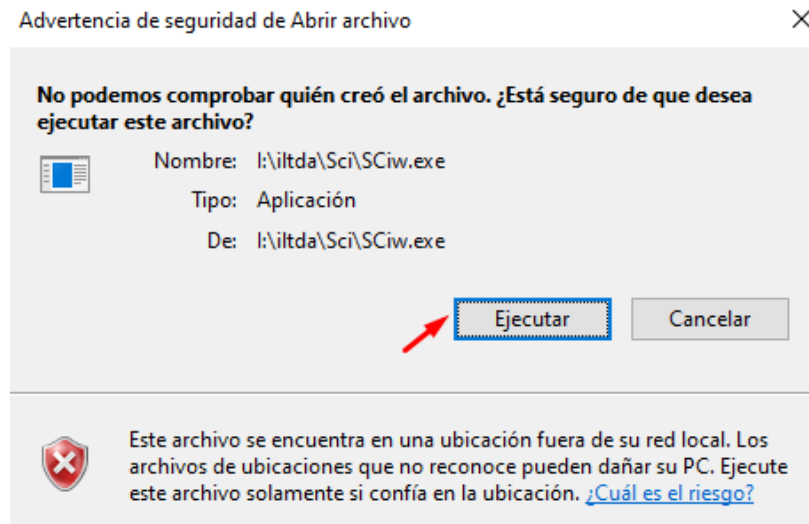 Advertencia de seguridad de Abrir archivo
No podemos comprobar quién creó el archivo. ¿Está seguro de que desea
ejecutar este archivo?
Nombre: I:\iltda\Sci\SCiw.exe
Tipo: Aplicación
De: I:\iltda\Sci\SCiw.exe
Ejecutar Cancelar
Este archivo se encuentra en una ubicación fuera de su red local. Los
archivos de ubicaciones que no reconoce pueden dañar su PC. Ejecute
este archivo solamente si confía en la ubicación. ¿Cuál es el riesgo?